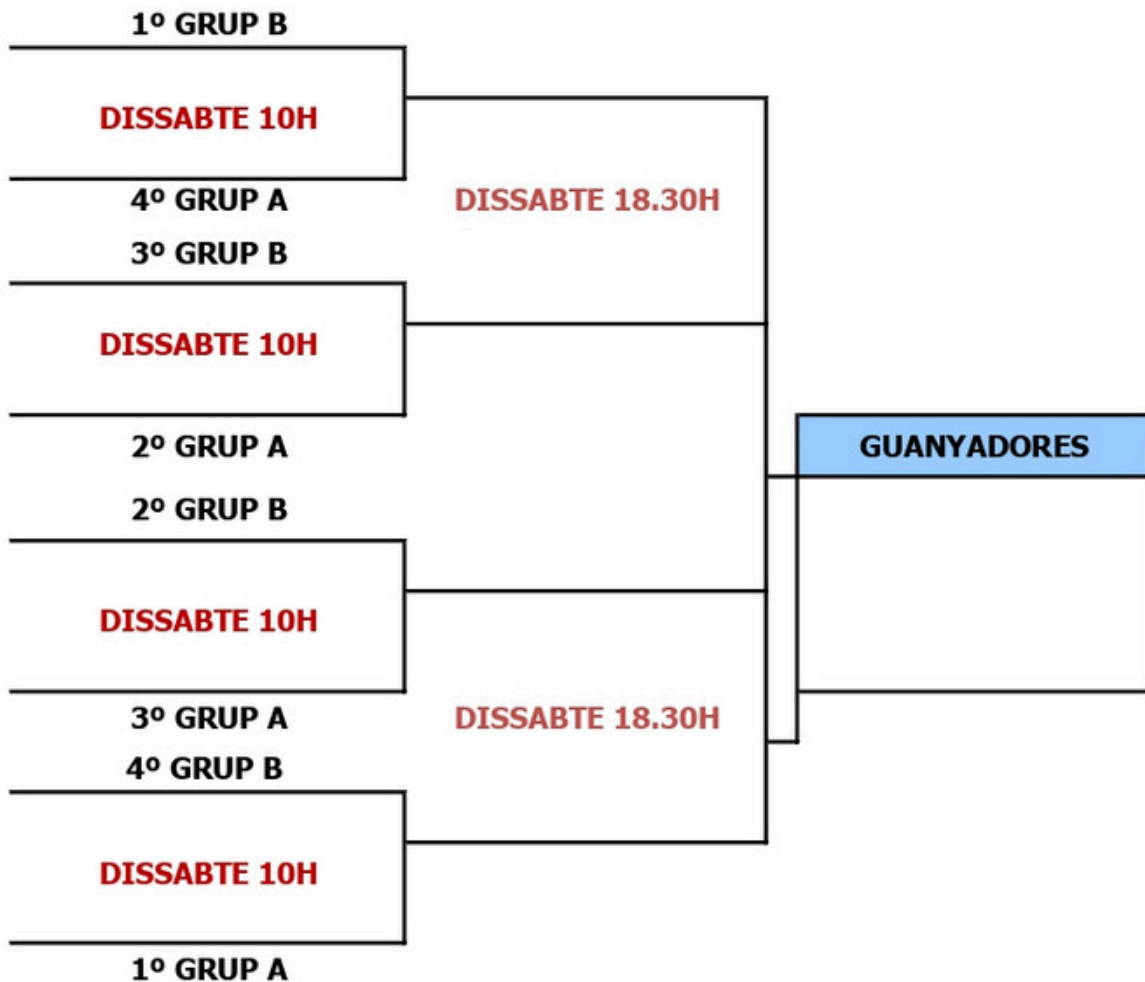 1º GRUP B
DISSABTE 10H
4º GRUP A
DISSABTE 18.30H
3º GRUP B
DISSABTE 10H
2º GRUP A
GUANYADORES
2º GRUP B
DISSABTE 10H
3º GRUP A
DISSABTE 18.30H
4º GRUP B
DISSABTE 10H
1º GRUP A